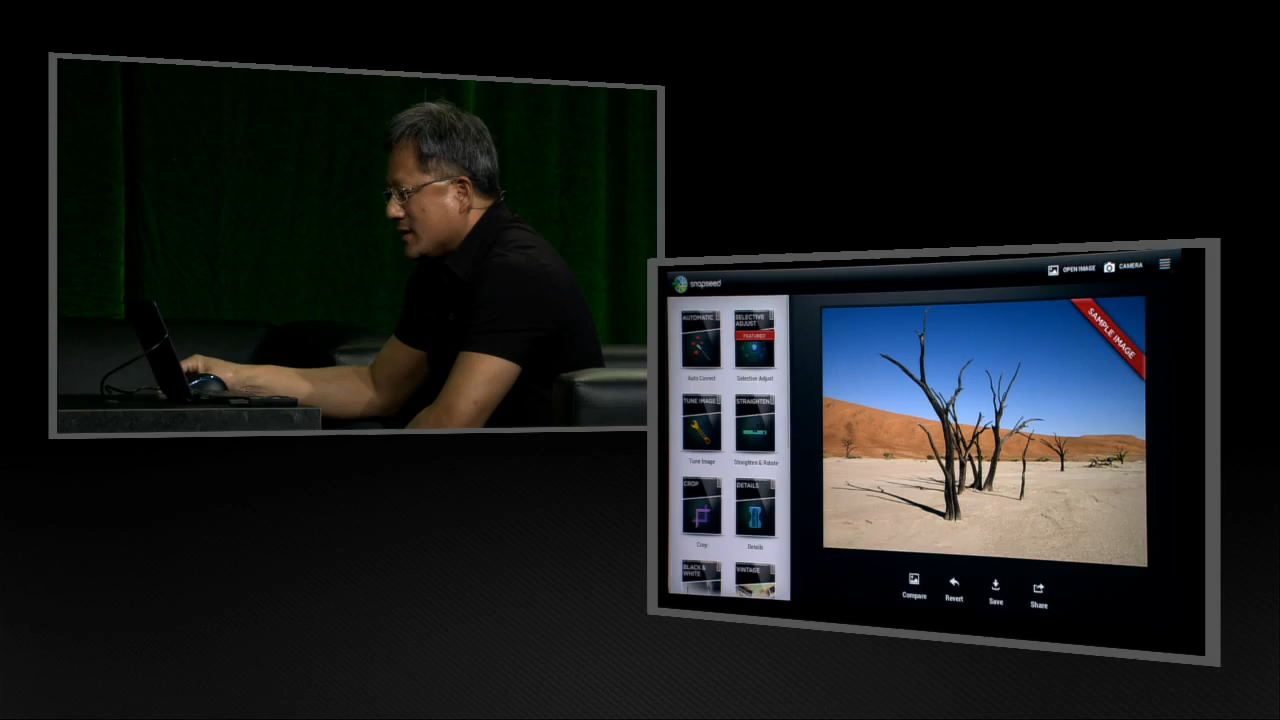 snapseed
OPEN IMAGE
CAMERA
AUTOMATIC
Auto Correct
SELECTIVE
ADJUST
FEATURED
Selective Adjust
TUNE IMAGE
Tune Image
STRAIGHTEN
Straighten & Rotate
CROP
Crop
DETAILS
Details
BLACK &
WHITE
VINTAGE
SAMPLE IMAGE
Compare
Revert
Save
Share